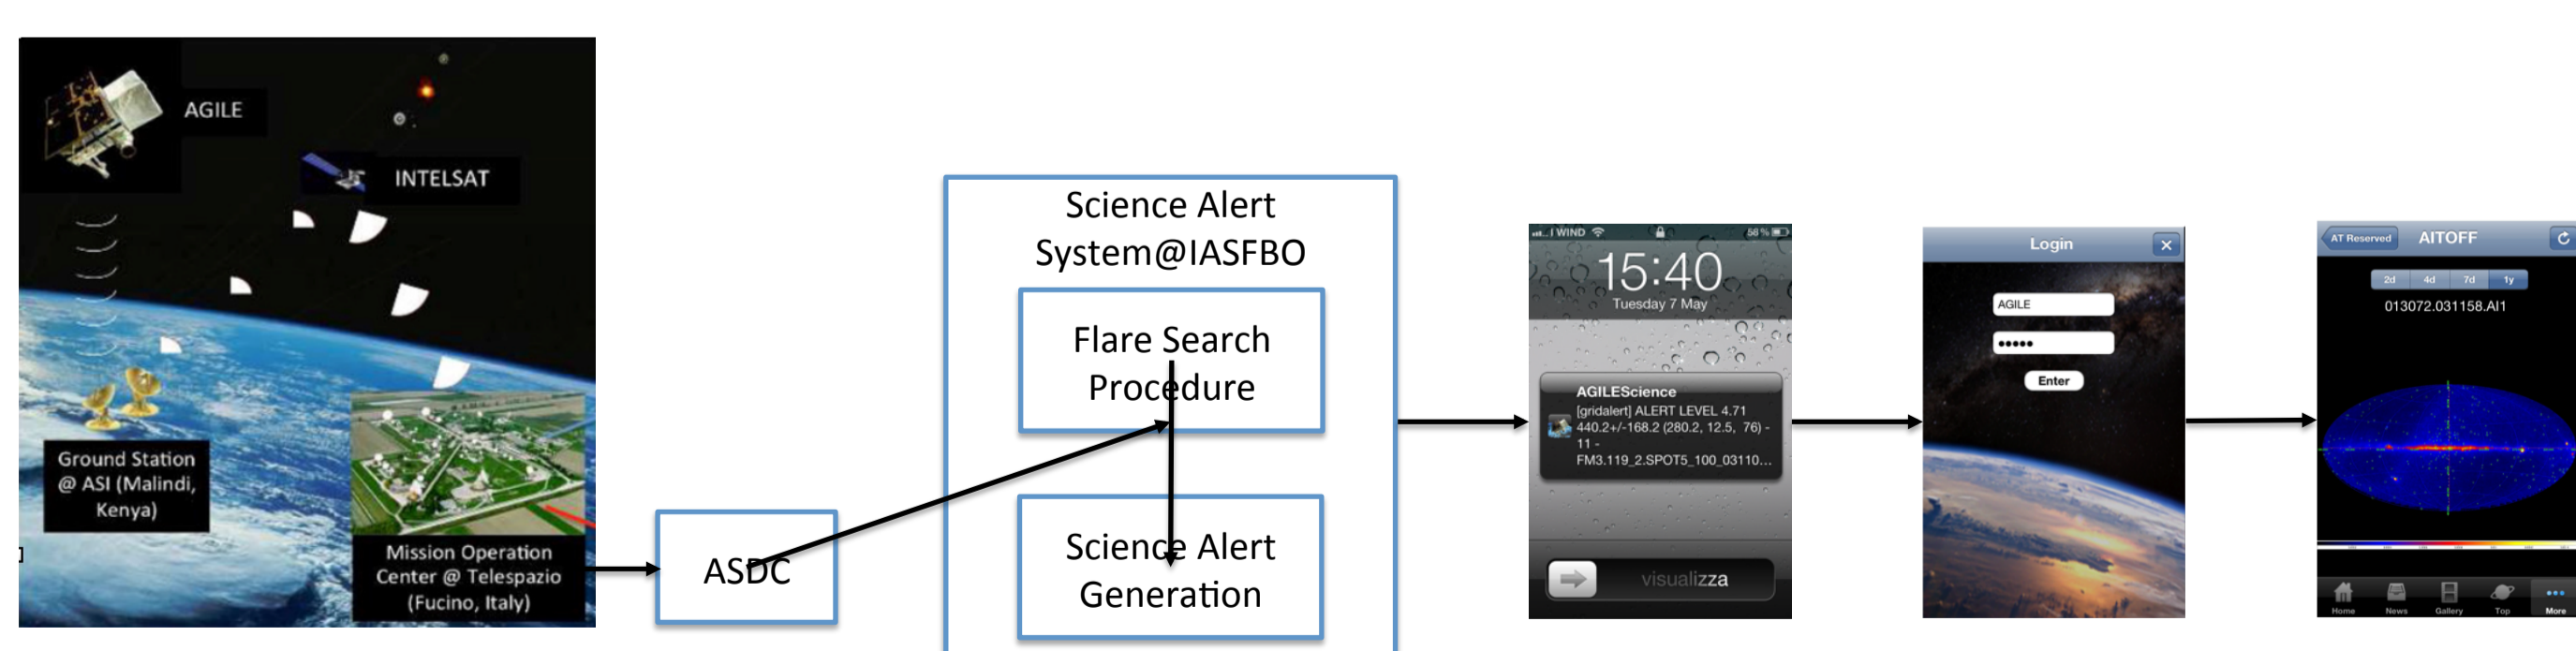 AGILE
INTELSAT
Ground Station
@ ASI (Malindi,
Kenya)
Mission Operation
Center @ Telespazio
(Fucino, Italy)
ASDC
Science Alert
System@IASFBO
Flare Search
Procedure
Science Alert
Generation
WIND
56%
15:40
Tuesday 7 May
AGILEScience
[gridalert] ALERT LEVEL 4.71
440.2+/-168.2 (280.2, 12.5, 76) -
11 -
FM3.119_2.SPOT5_100_03110...
visualizza
Login
AGILE
•••••
Enter
AT Reserved AITOFF
2d 4d 7d 1y
013072.031158.AI1
Home News Gallery Top More